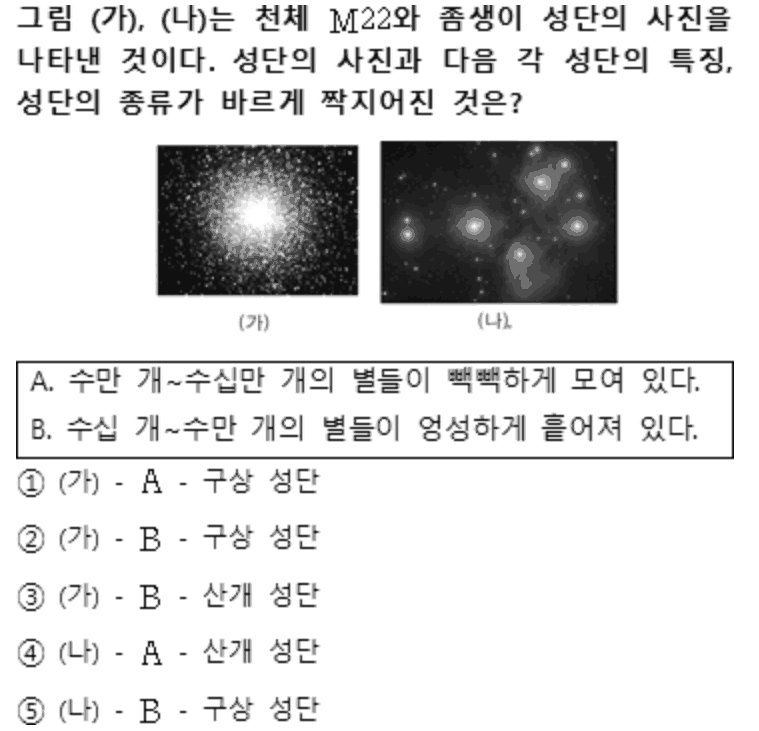 그림 (가), (나)는 천체 M22와 좀생이 성단의 사진을
나타낸 것이다. 성단의 사진과 다음 각 성단의 특징,
성단의 종류가 바르게 짝지어진 것은?
(가)
(나),
A. 수만 개~수십만 개의 별들이 빽빽하게 모여 있다.
B. 수십 개~수만 개의 별들이 엉성하게 흩어져 있다.
① (가) - A - 구상 성단
② (가) - B - 구상 성단
③ (가) - B - 산개 성단
④ (나) - A - 산개 성단
⑤ (나) - B - 구상 성단